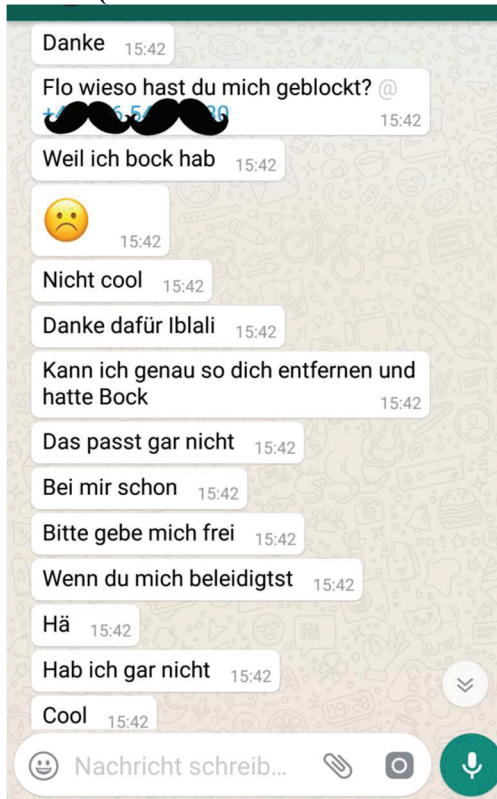 Danke 15:42
Flo wieso hast du mich geblockt? @
15:42
Weil ich bock hab 15:42
15:42
Nicht cool 15:42
Danke dafür Iblali 15:42
Kann ich genau so dich entfernen und
hatte Bock 15:42
Das passt gar nicht 15:42
Bei mir schon 15:42
Bitte gebe mich frei 15:42
Wenn du mich beleidigtst 15:42
Hä 15:42
Hab ich gar nicht 15:42
Cool 15:42
Nachricht schreib...